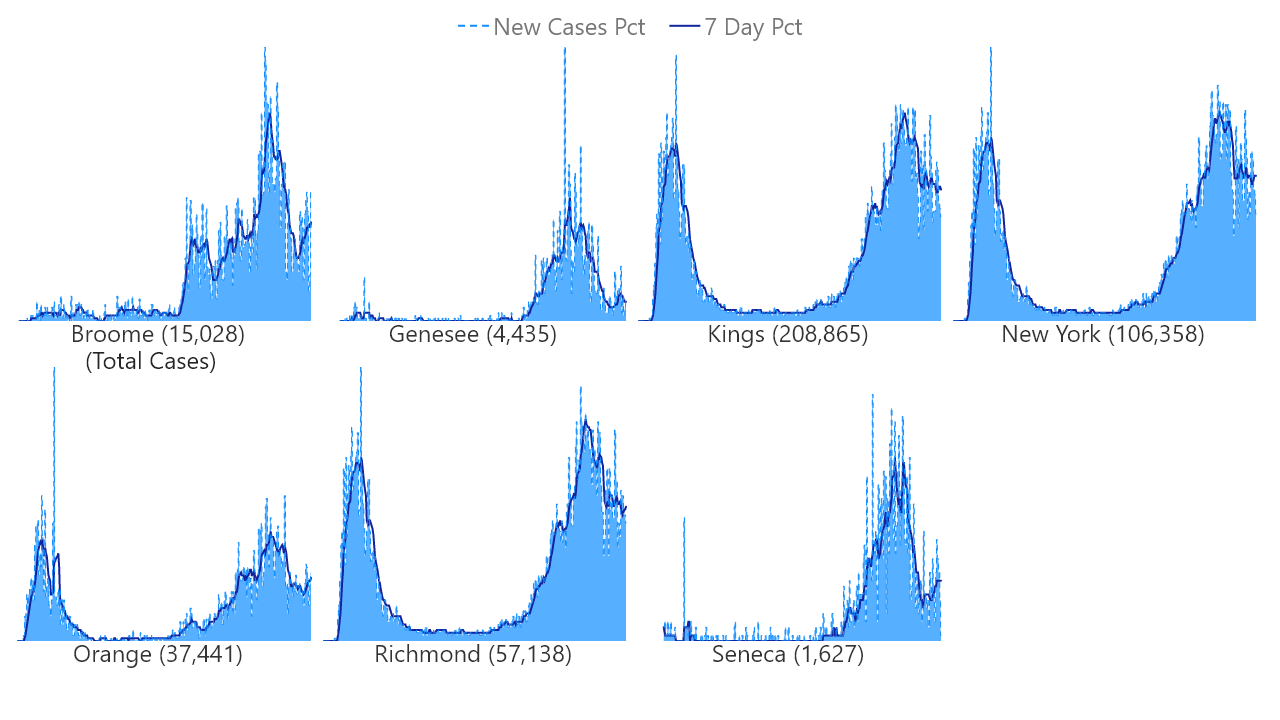 New Cases Pct 7 Day Pct
Broome (15,028) Genesee (4,435) Kings (208,865) New York (106,358)
(Total Cases)
Orange (37,441) Richmond (57,138) Seneca (1,627)